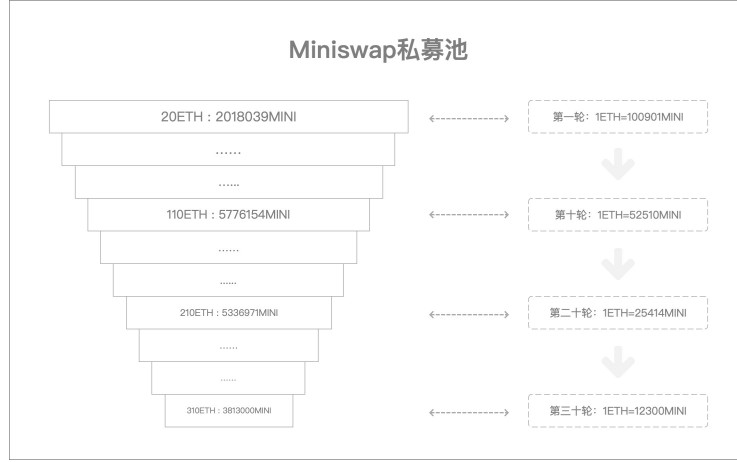 Miniswap私募池
20ETH : 2018039MINI
第一轮：1ETH=100901MINI
......
......
110ETH : 5776154MINI
第十轮：1ETH=52510MINI
......
......
210ETH : 5336971MINI
第二十轮：1ETH=25414MINI
......
......
310ETH : 3813000MINI
第三十轮：1ETH=12300MINI